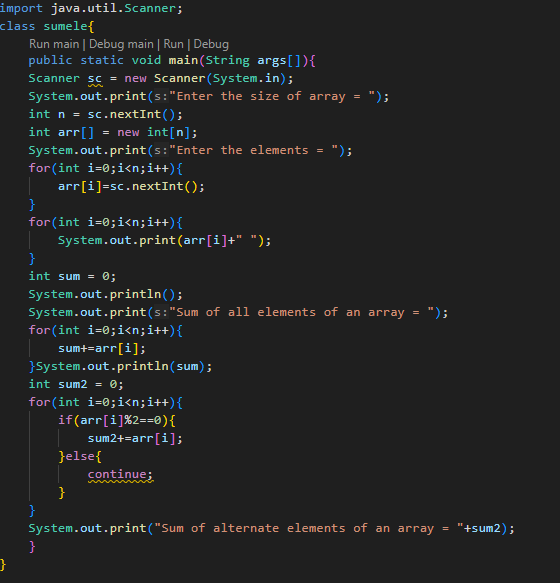 import java.util.Scanner;
class sumele{
Run main | Debug main | Run | Debug
public static void main(String args[]){
Scanner sc = new Scanner(System.in);
System.out.print(s:"Enter the size of array = ");
int n = sc.nextInt();
int arr[] = new int[n];
System.out.print(s:"Enter the elements = ");
for(int i=0;i<n;i++){
arr[i]=sc.nextInt();
}
for(int i=0;i<n;i++){
System.out.print(arr[i]+" ");
}
int sum = 0;
System.out.println();
System.out.print(s:"Sum of all elements of an array = ");
for(int i=0;i<n;i++){
sum+=arr[i];
}System.out.println(sum);
int sum2 = 0;
for(int i=0;i<n;i++){
if(arr[i]%2==0){
sum2+=arr[i];
}else{
continue;
}
}
System.out.print("Sum of alternate elements of an array = "+sum2);
}
}